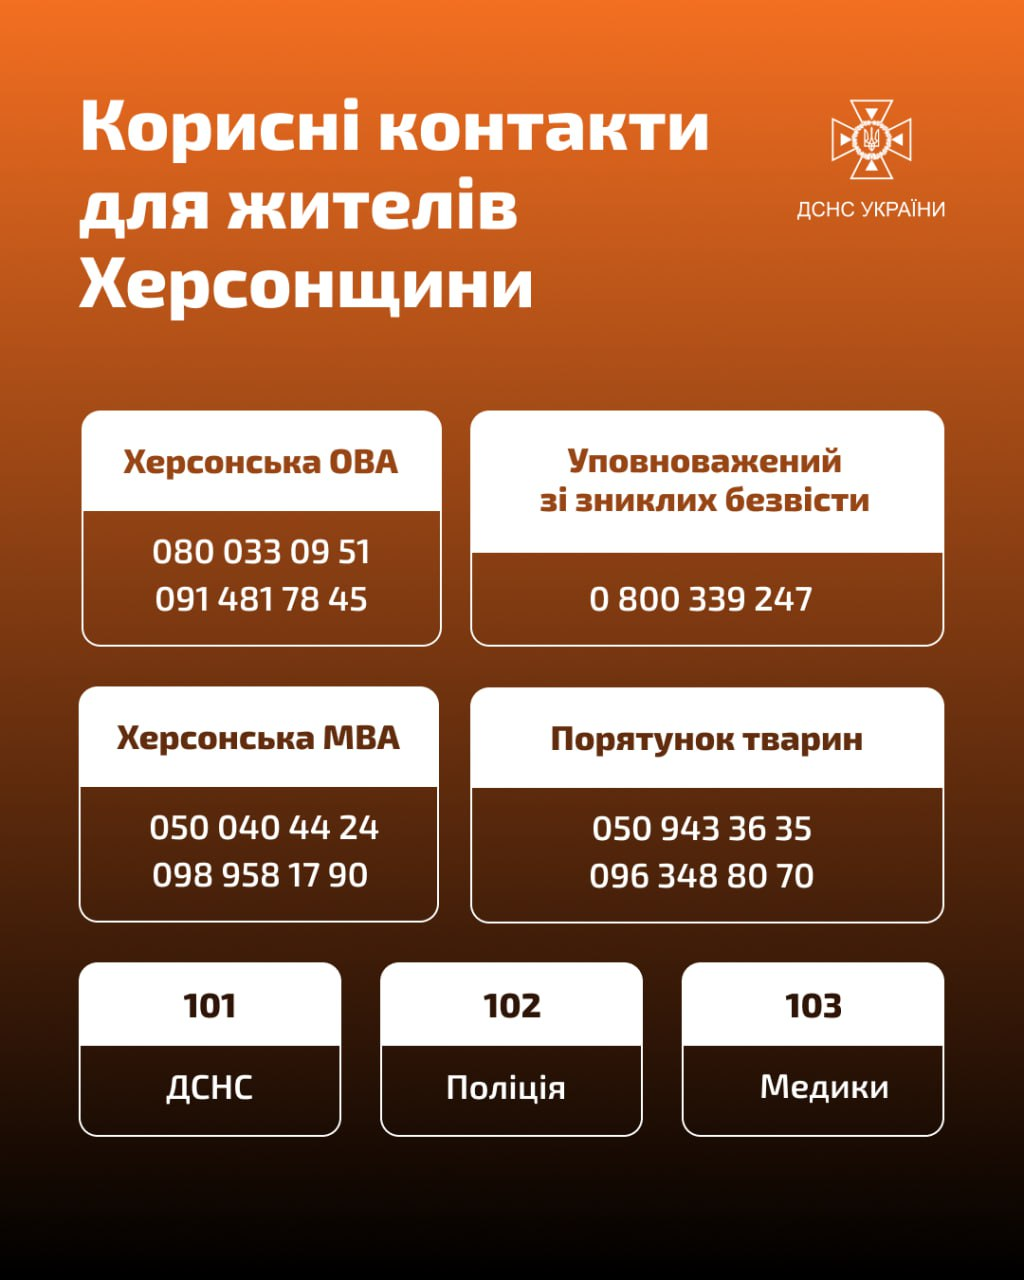 Корисні контакти
для жителів
Херсонщини
ДСНС УКРАЇНИ
Херсонська ОВА
080 033 09 51
091 481 78 45
Уповноважений
зі зниклих безвісти
0 800 339 247
Херсонська МВА
050 040 44 24
098 958 17 90
Порятунок тварин
050 943 36 35
096 348 80 70
101
ДСНС
102
Поліція
103
Медики